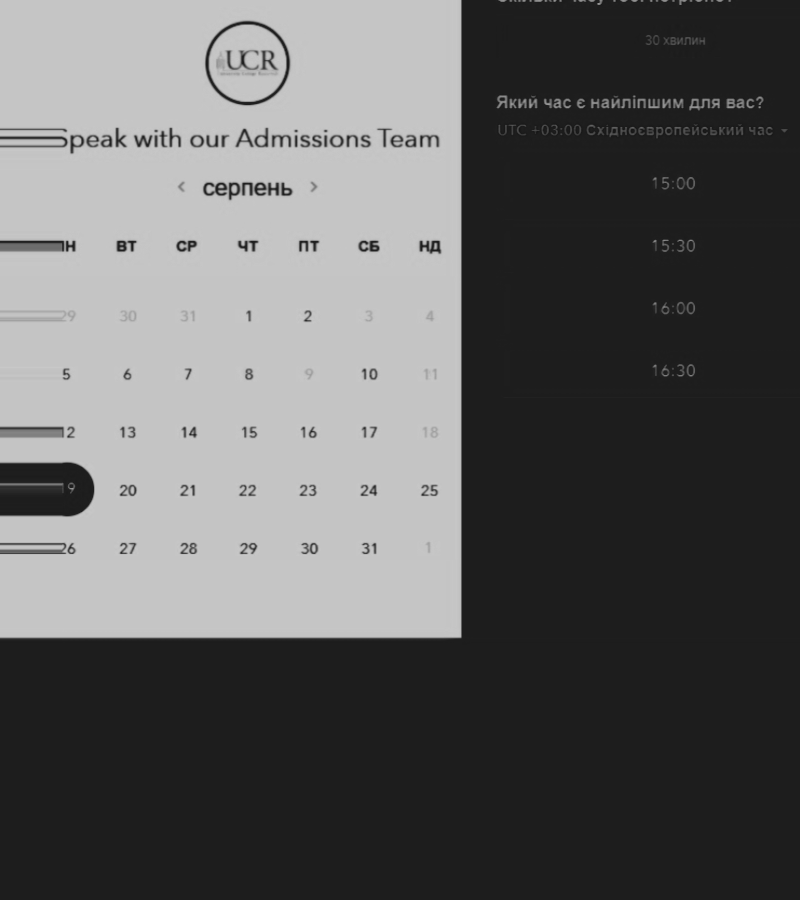 UCR
Speak with our Admissions Team
серпень
ВТ СР ЧТ ПТ СБ НД
29 30 31 1 2 3 4
5 6 7 8 9 10 11
12 13 14 15 16 17 18
19 20 21 22 23 24 25
26 27 28 29 30 31 1
30 хвилин
Який час є найліпшим для вас?
UTC +03:00 Східноєвропейський час
15:00
15:30
16:00
16:30